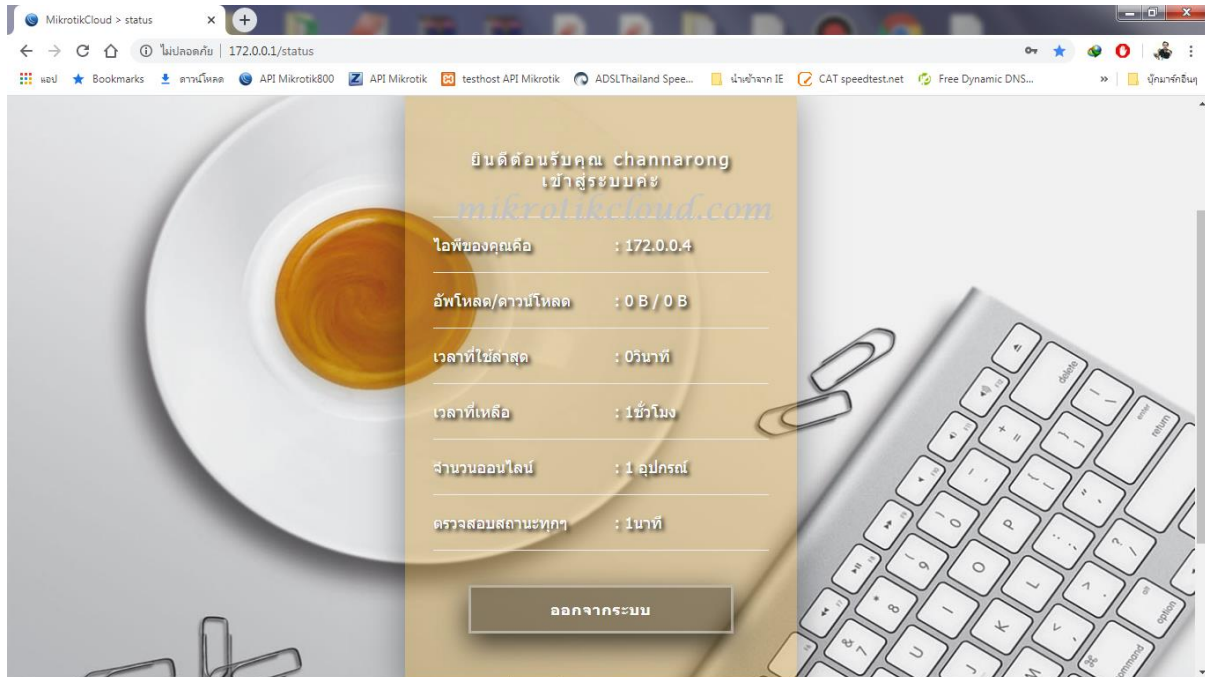 MikrotikCloud > status
ไม่ปลอดภัย | 172.0.0.1/status
แอป
Bookmarks
ดาวน์โหลด
API Mikrotik800
API Mikrotik
testhost API Mikrotik
ADSLThailand Spee...
นำเข้าจาก IE
CAT speedtest.net
Free Dynamic DNS...
»
บุ๊กมาร์กอื่นๆ
ยินดีต้อนรับคุณ channarong
เข้าสู่ระบบค่ะ
mikrotikcloud.com
ไอพีของคุณคือ : 172.0.0.4
อัพโหลด/ดาวน์โหลด : 0 B / 0 B
เวลาที่ใช้ล่าสุด : 0วินาที
เวลาที่เหลือ : 1ชั่วโมง
จำนวนออนไลน์ : 1 อุปกรณ์
ตรวจสอบสถานะทุกๆ : 1นาที
ออกจากระบบ
delete
enter
return
alt
option
command